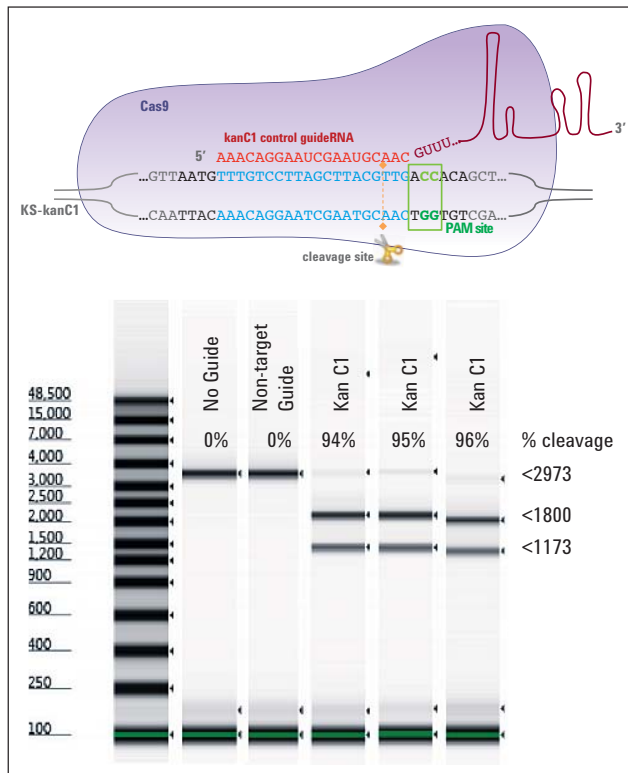 Cas9
3’
kanC1 control guideRNA
GUUU...
5’ AAACAGGAAUCGAAUGCAAC
...GTTAATGTTTGTCCTTAGCTTACGTTGACCACAGCT...
KS-kanC1
...CAATTACAAACAGGAATCGAATGCAACTGGTGTCGA...
PAM site
cleavage site
No Guide
Non-target Guide
Kan C1
Kan C1
Kan C1
0% 0% 94% 95% 96% % cleavage
48,500
15,000
7,000
4,000
3,000
2,500
2,000
1,500
1,200
900
600
400
250
100
<2973
<1800
<1173